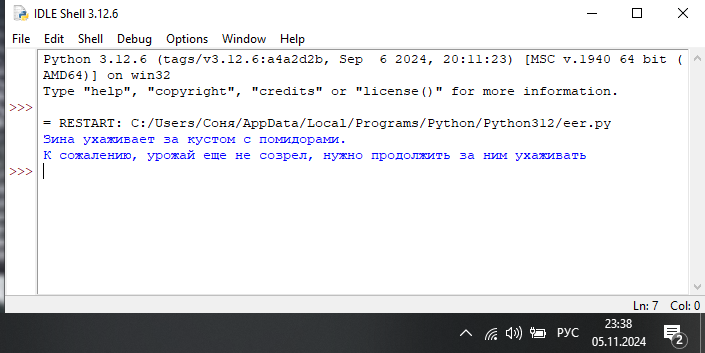 IDLE Shell 3.12.6
File Edit Shell Debug Options Window Help
Python 3.12.6 (tags/v3.12.6:a4a2d2b, Sep  6 2024, 20:11:23) [MSC v.1940 64 bit (
AMD64)] on win32
Type "help", "copyright", "credits" or "license()" for more information.
>>>
= RESTART: C:/Users/Соня/AppData/Local/Programs/Python/Python312/eer.py
Зина ухаживает за кустом с помидорами.
К сожалению, урожай еще не созрел, нужно продолжить за ним ухаживать
>>>
Ln: 7 Col: 0
РУС
23:38
05.11.2024
2